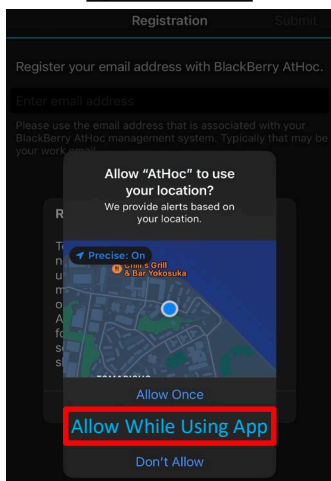 Registration
Submit
Register your email address with BlackBerry AtHoc.
Enter email address
Please use the email address that is associated with your
BlackBerry AtHoc management system. Typically that may be
your work email.
Allow “AtHoc” to use
your location?
We provide alerts based on
your location.
Precise: On
Chili's Grill
& Bar Yokosuka
Allow Once
Allow While Using App
Don't Allow